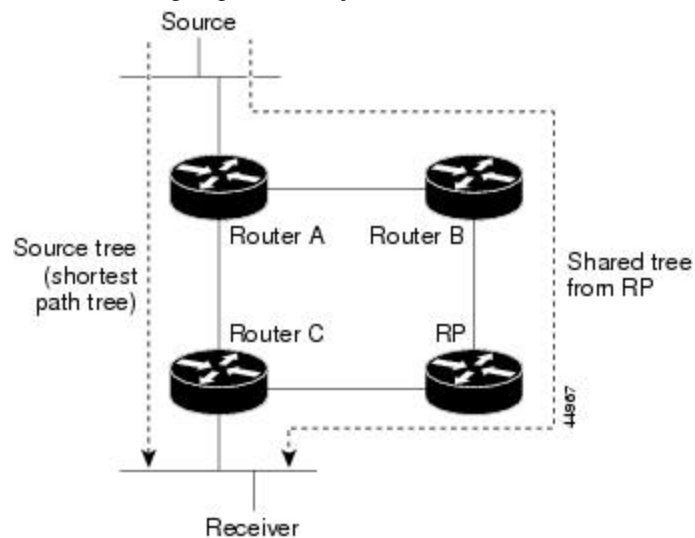 Source
Router A
Router B
Source tree
(shortest
path tree)
Shared tree
from RP
Router C
RP
44967
Receiver